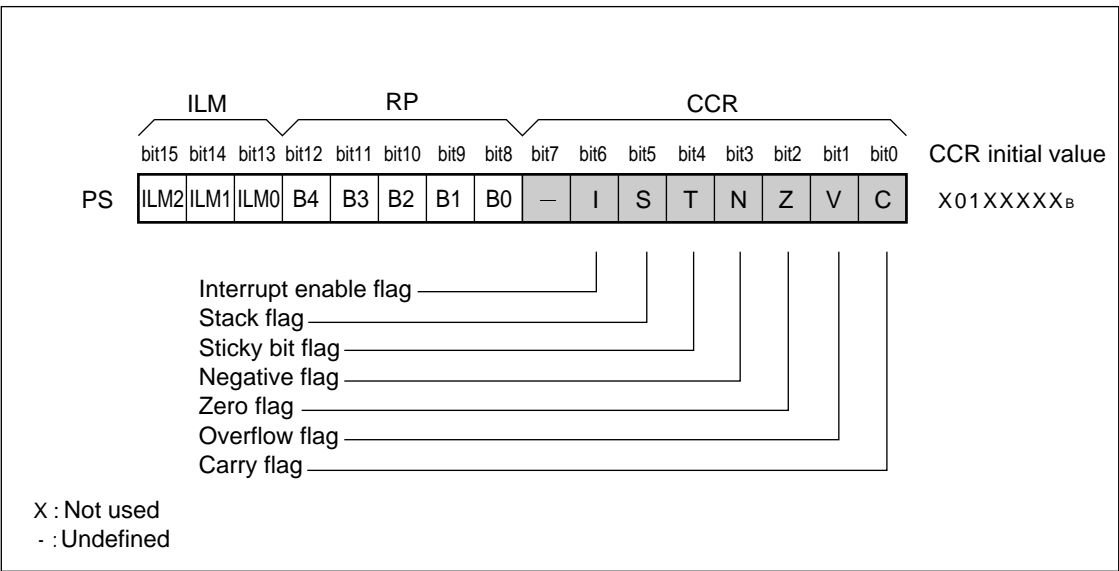 ILM RP CCR
bit15 bit14 bit13 bit12 bit11 bit10 bit9 bit8 bit7 bit6 bit5 bit4 bit3 bit2 bit1 bit0 CCR initial value
PS ILM2 ILM1 ILM0 B4 B3 B2 B1 B0 – I S T N Z V C X01XXXXXB
Interrupt enable flag
Stack flag
Sticky bit flag
Negative flag
Zero flag
Overflow flag
Carry flag
X : Not used
- : Undefined